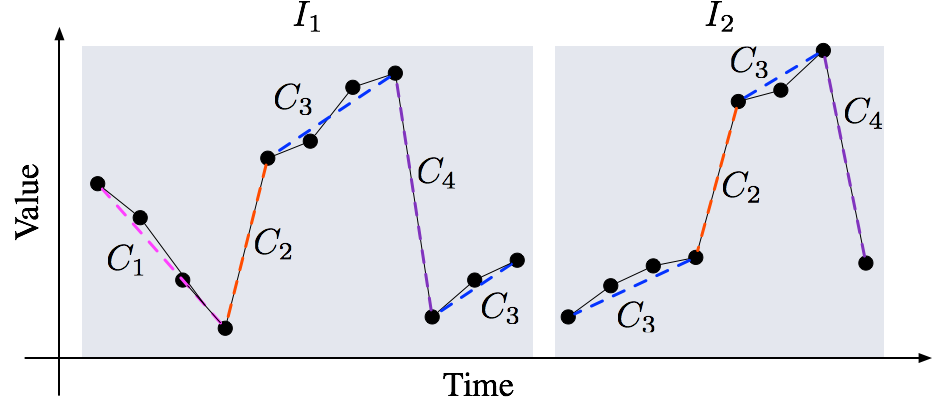 I₁
I₂
C₃
C₃
C₄
C₄
C₂
C₂
C₁
C₃
C₃
Value
Time